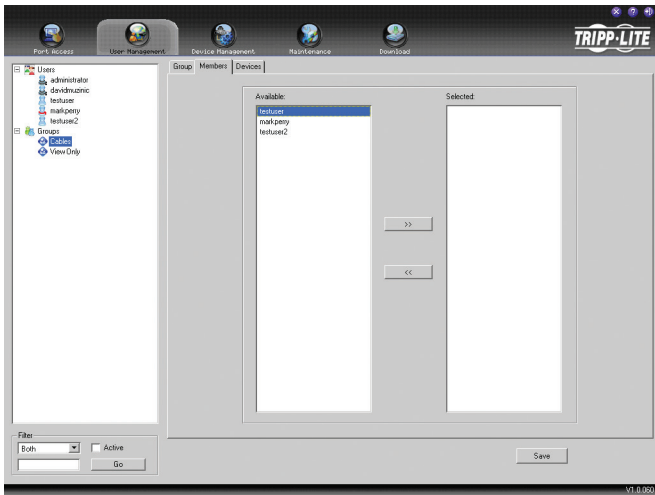 Port Access
User Management
Device Management
Maintenance
Download
TRIPP·LITE
Users
administrator
davidmuzinic
testuser
markperry
testuser2
Groups
Cables
View Only
Group
Members
Devices
Available:
testuser
markperry
testuser2
Selected:
>>
<<
Filter
Both
Active
Go
Save
V1.0.060